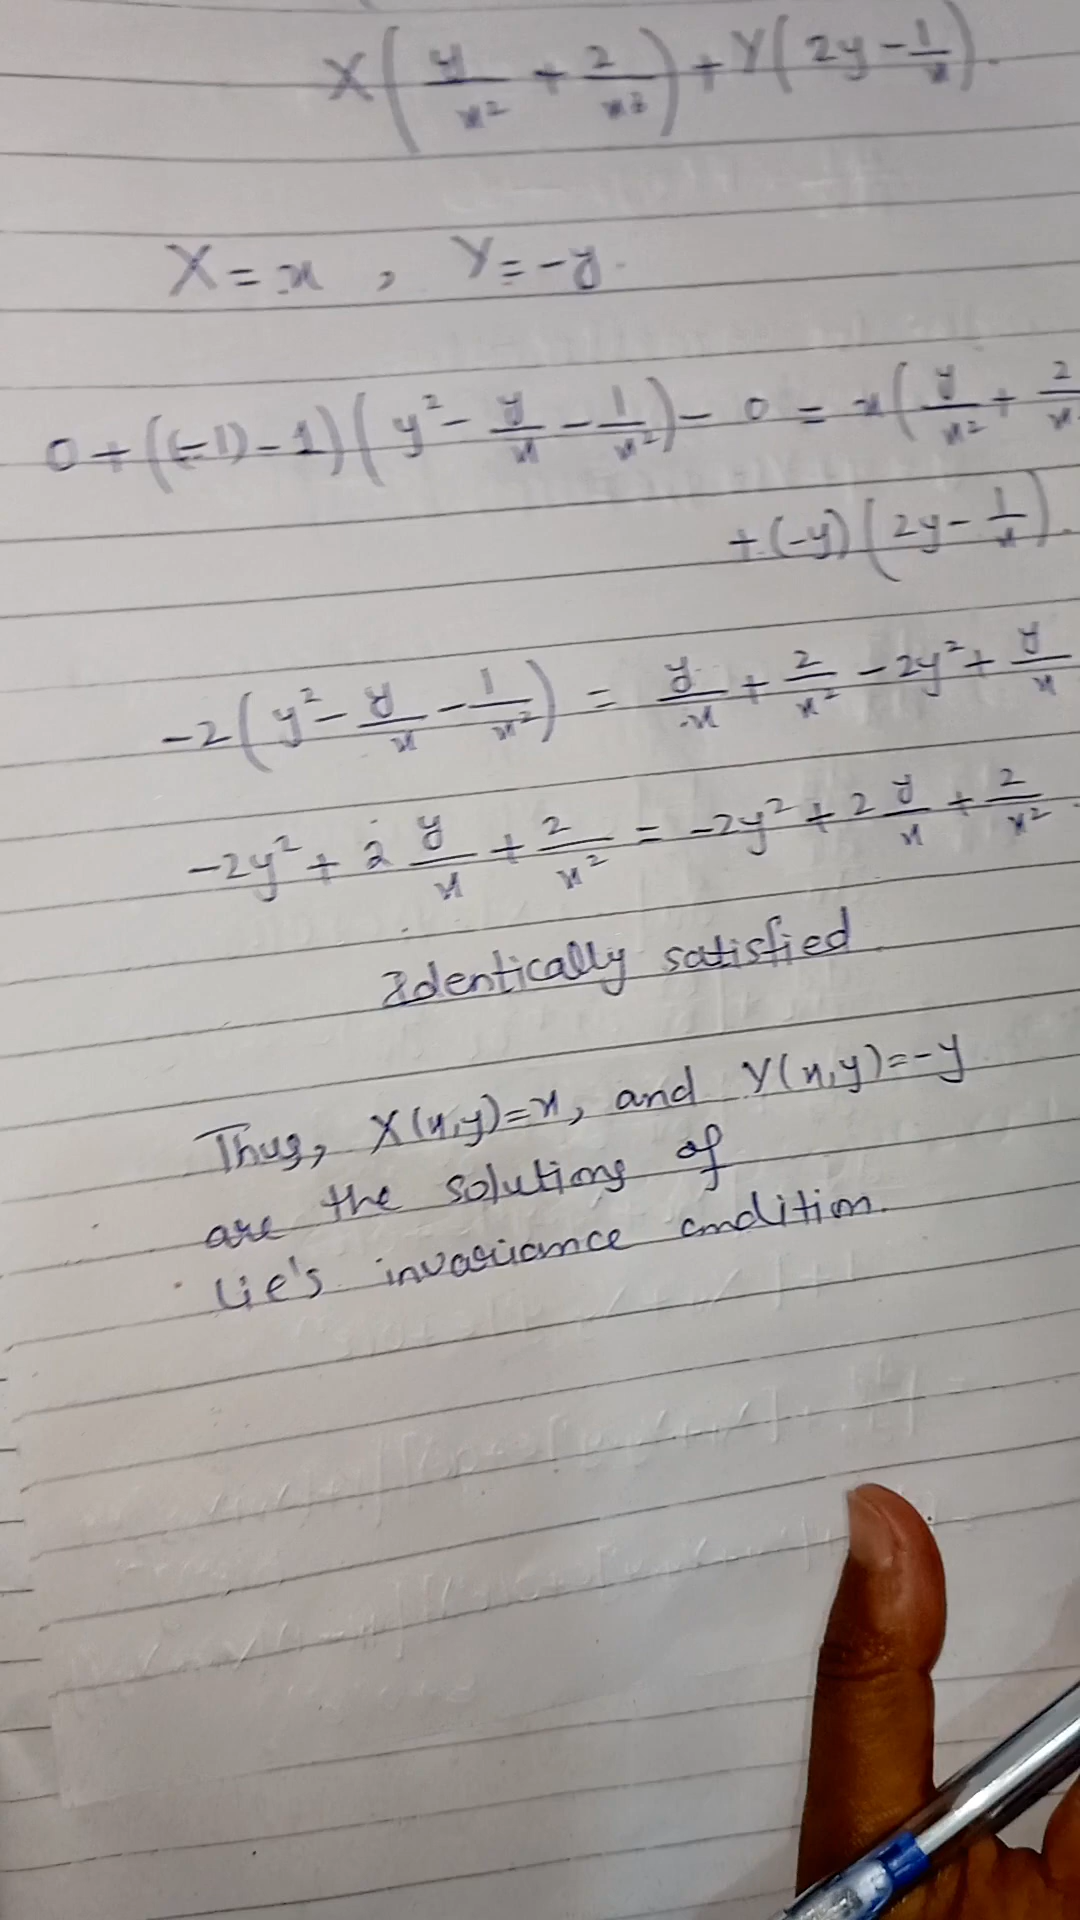 X(y/x² + 2/x³) + Y(2y - 1/x).
X = x , Y = -y.
0 + ((-1) - 1)(y² - y/x - 1/x²) - 0 = x(y/x² + 2/x
+ (-y)(2y - 1/x).
-2(y² - y/x - 1/x²) = y/x + 2/x² - 2y² + y/x
-2y² + 2 y/x + 2/x² = -2y² + 2 y/x + 2/x²
Identically satisfied
Thus, X(x,y)=x, and Y(x,y)=-y
are the solutions of
Lie's invariance condition.